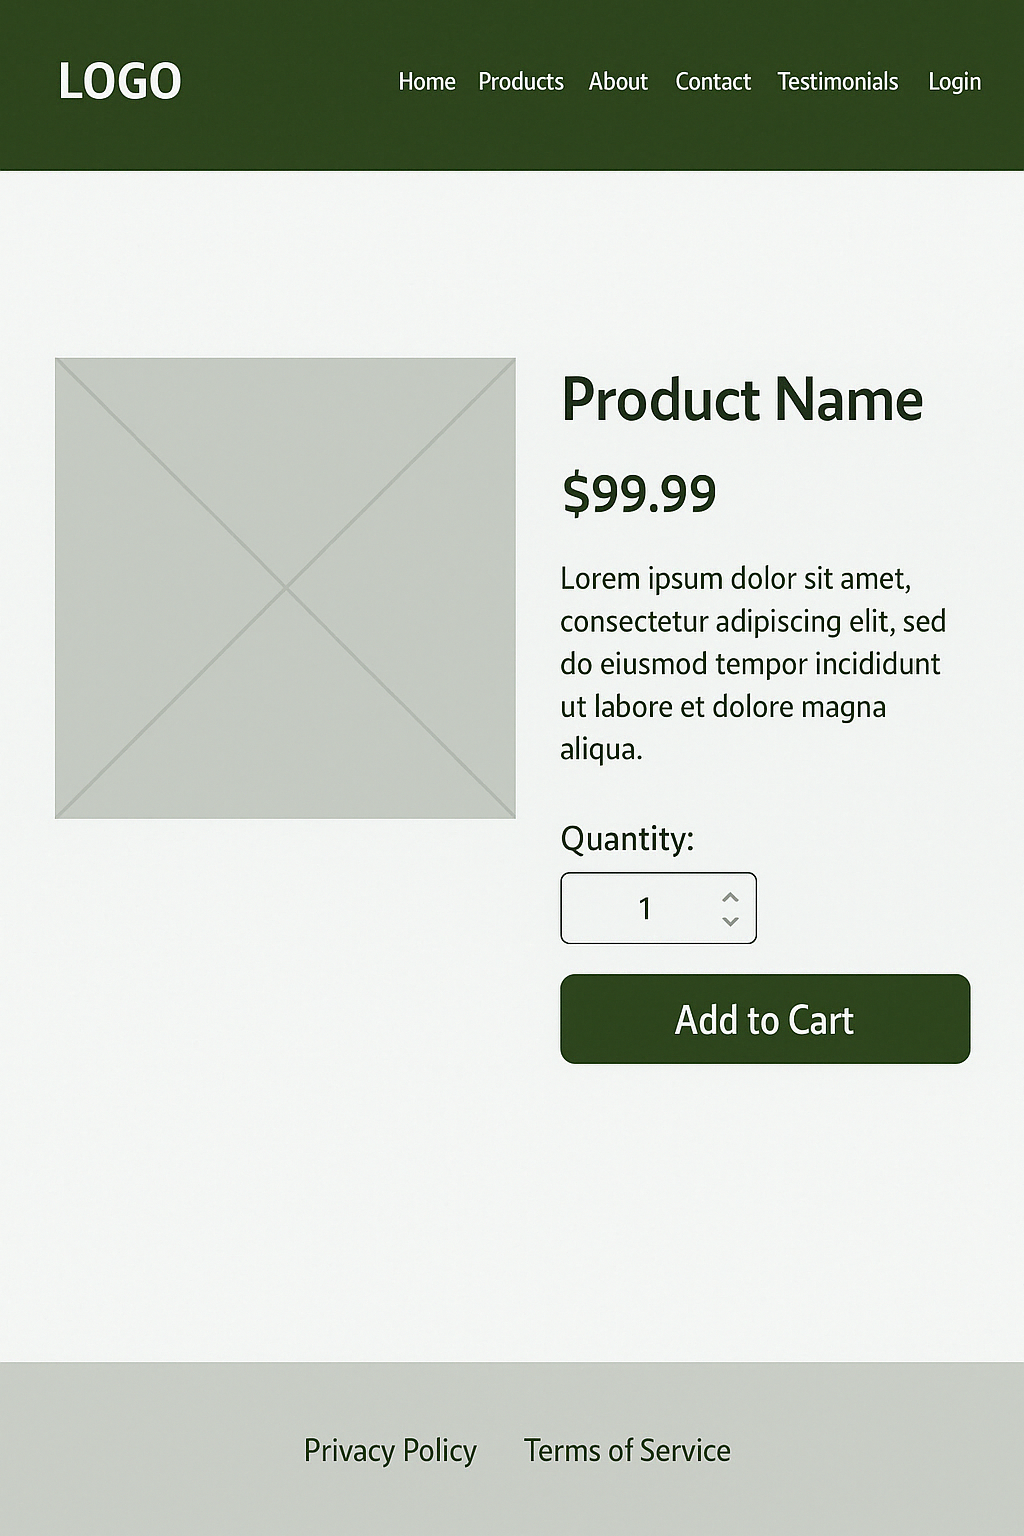 LOGO
Home Products About Contact Testimonials Login
Product Name
$99.99
Lorem ipsum dolor sit amet,
consectetur adipiscing elit, sed
do eiusmod tempor incididunt
ut labore et dolore magna
aliqua.
Quantity:
1
Add to Cart
Privacy Policy Terms of Service